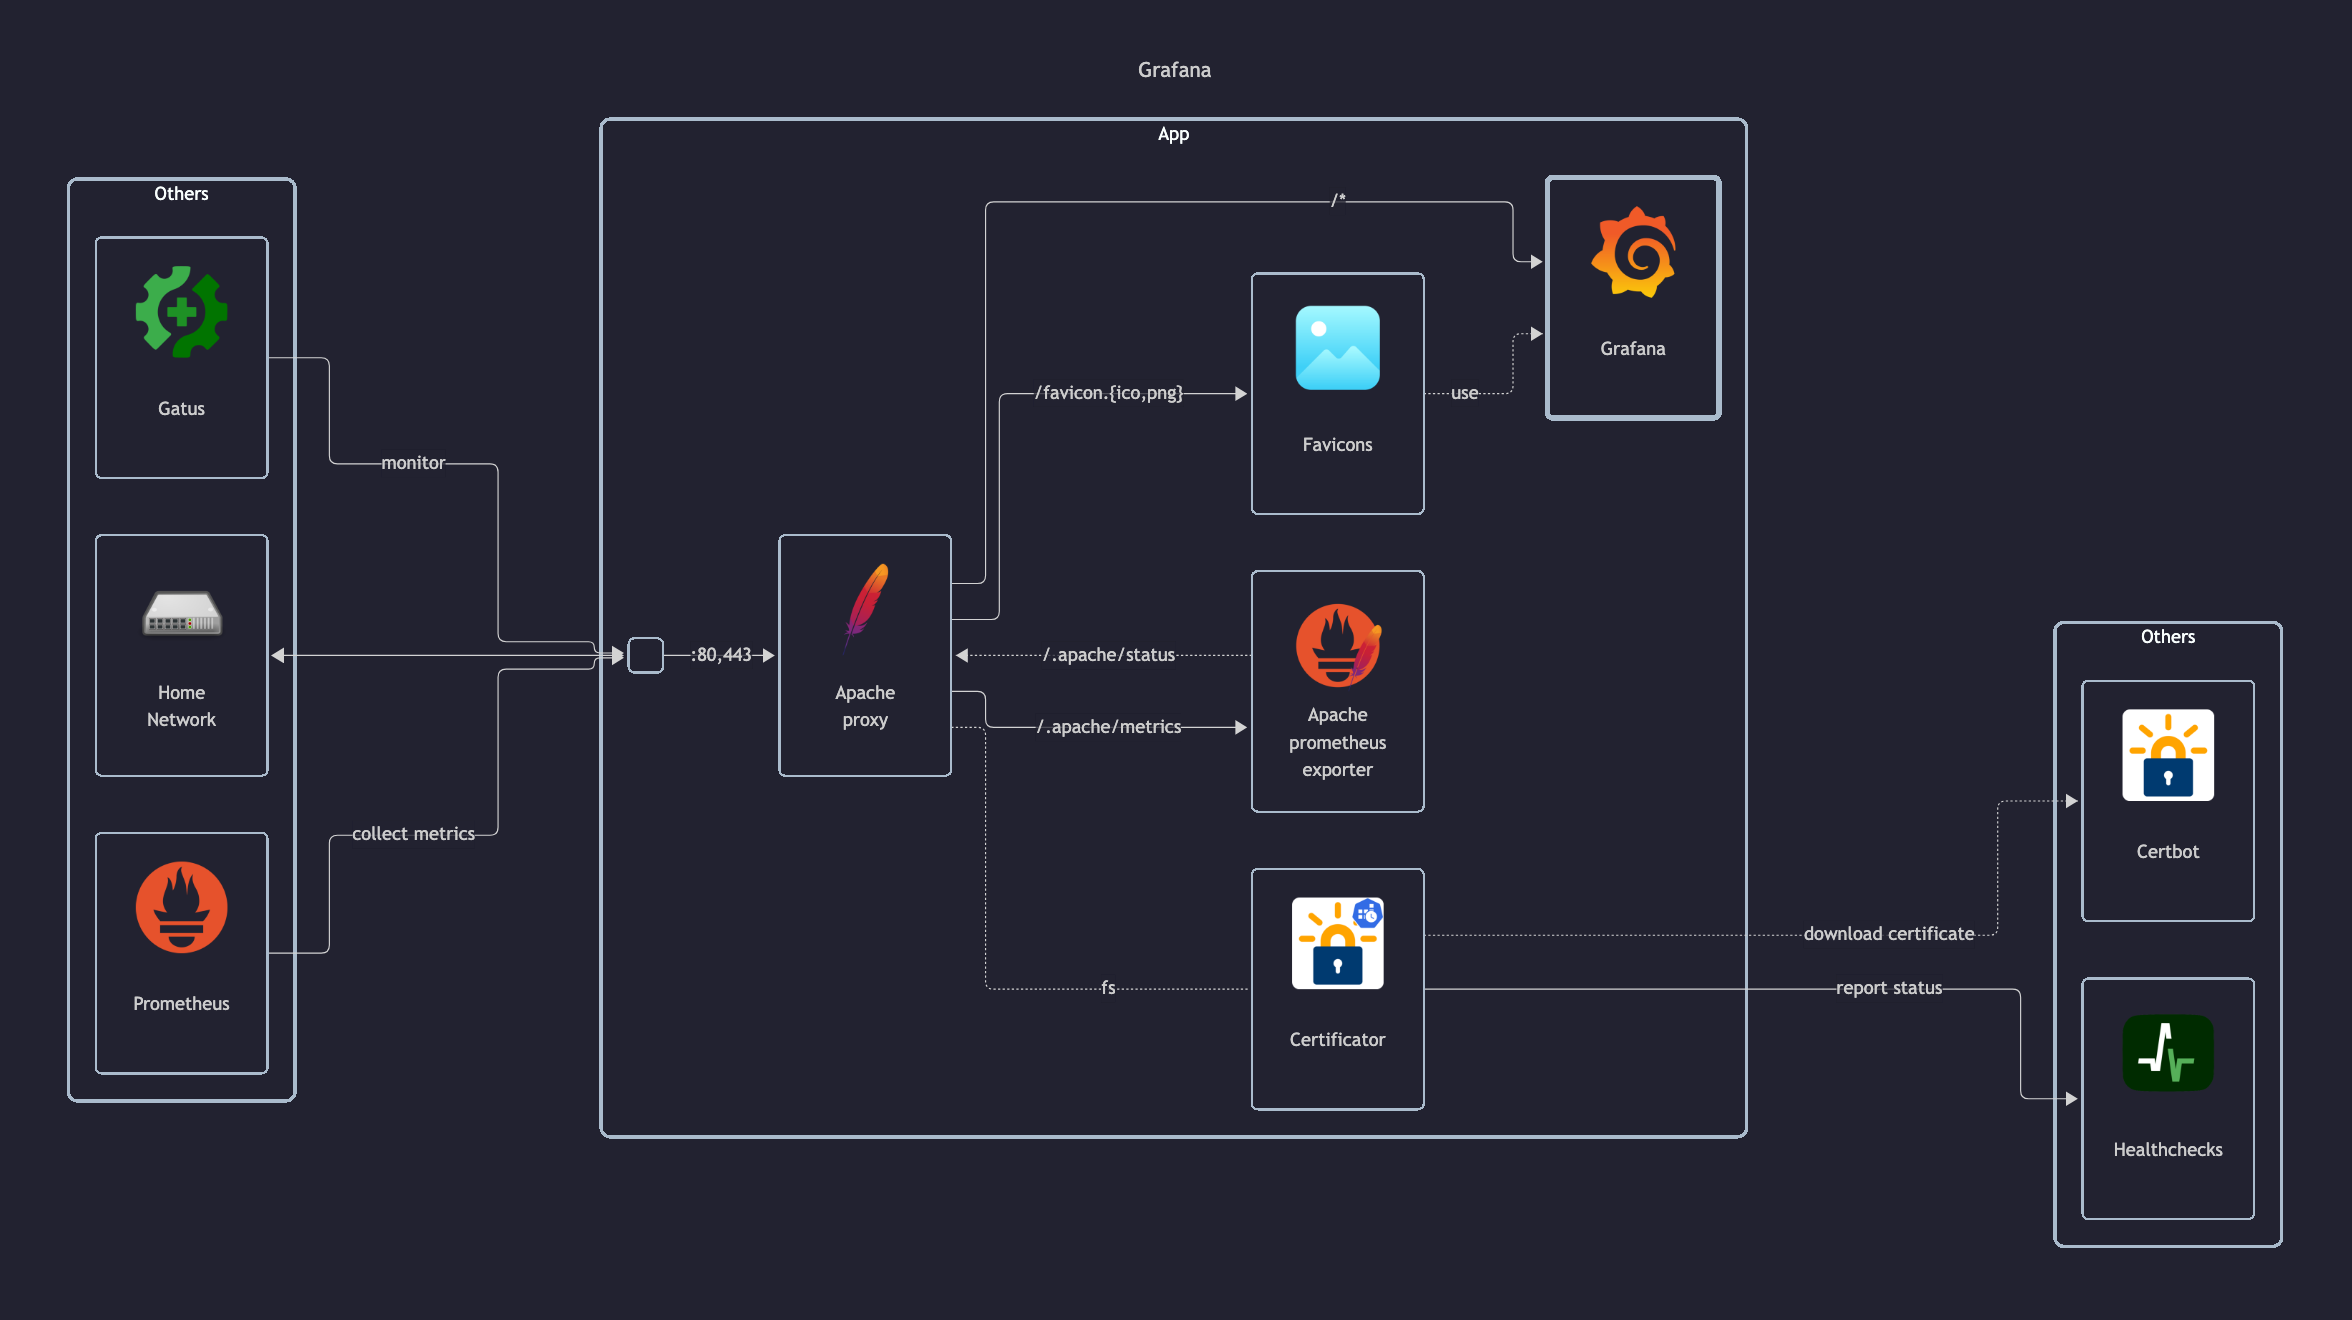 Grafana
App
Others
Gatus
monitor
Home
Network
collect metrics
Prometheus
:80,443
Apache
proxy
/*
/favicon.{ico,png}
Favicons
use
Grafana
/.apache/status
/.apache/metrics
Apache
prometheus
exporter
fs
Certificator
download certificate
report status
Others
Certbot
Healthchecks